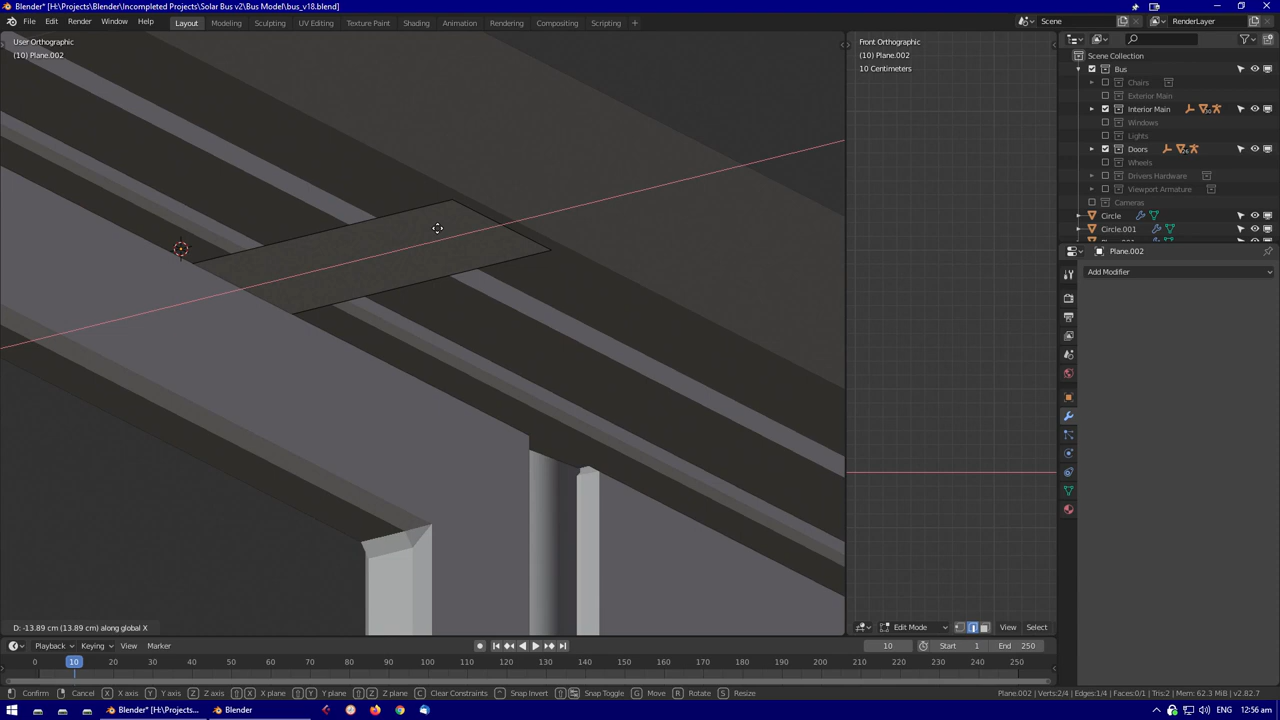 Blender* [H:\Projects\Blender\Incompleted Projects\Solar Bus v2\Bus Model\bus_v18.blend]
File Edit Render Window Help Layout Modeling Sculpting UV Editing Texture Paint Shading Animation Rendering Compositing Scripting + Scene RenderLayer
User Orthographic
(10) Plane.002
Front Orthographic
(10) Plane.002
10 Centimeters
Scene Collection
Bus
Chairs
Exterior Main
Interior Main
Windows
Lights
Doors
Wheels
Drivers Hardware
Viewport Armature
Cameras
Circle
Circle.001
Plane.002
Add Modifier
D: -13.89 cm (13.89 cm) along global X
Edit Mode View Select
Playback Keying View Marker 10 Start 1 End 250
0 10 20 30 40 50 60 70 80 90 100 110 120 130 140 150 160 170 180 190 200 210 220 230 240 250
Confirm Cancel X X axis Y Y axis Z Z axis X X plane Y Y plane Z Z plane C Clear Constraints Snap Invert Snap Toggle G Move R Rotate S Resize Plane.002 | Verts:2/4 | Edges:1/4 | Faces:0/1 | Tris:2 | Mem: 62.3 MiB | v2.82.7
Blender* [H:\Projects... Blender ENG 12:56 am